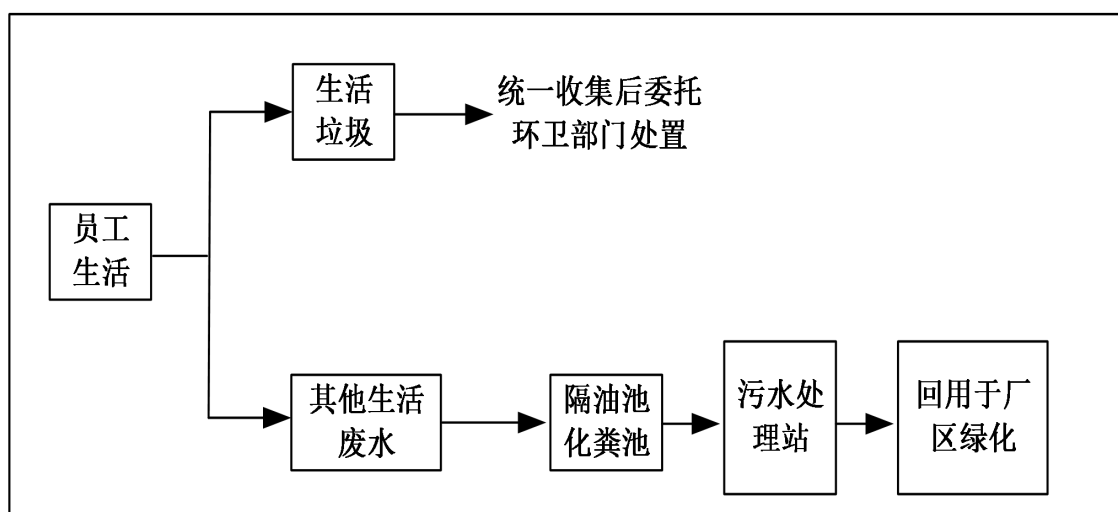 生活
垃圾
统一收集后委托
环卫部门处置
员工
生活
其他生活
废水
隔油池
化粪池
污水处
理站
回用于厂
区绿化